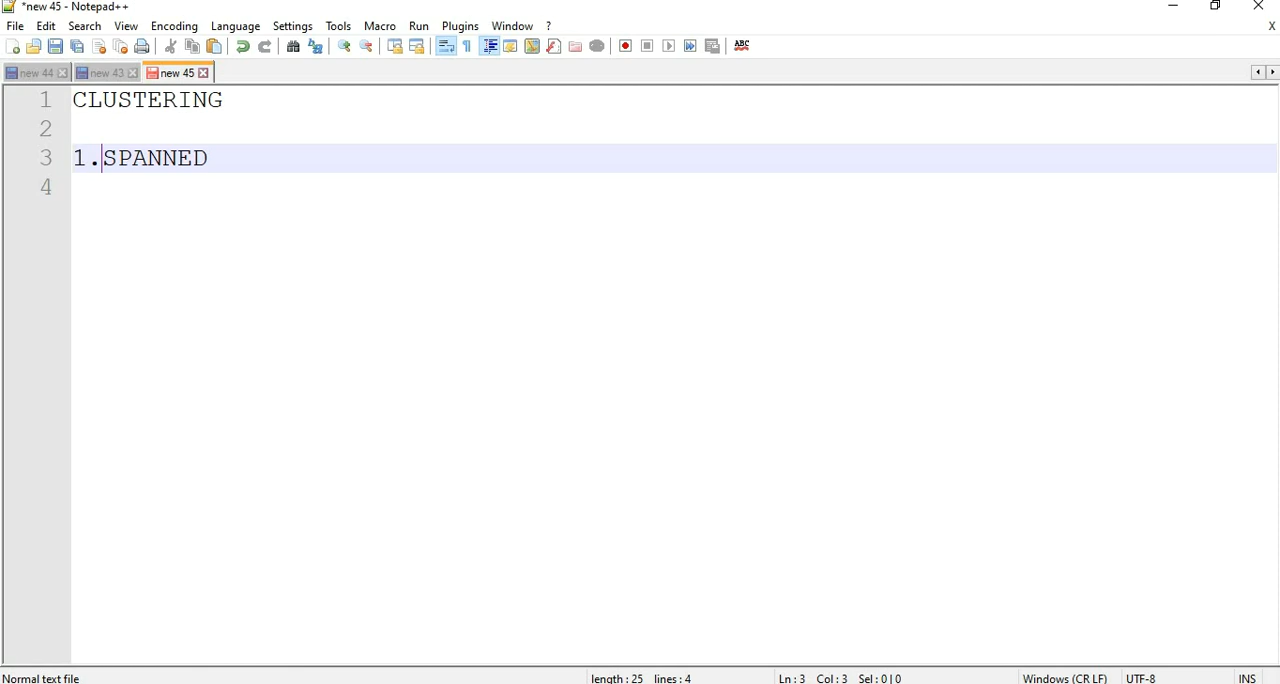 *new 45 - Notepad++
File Edit Search View Encoding Language Settings Tools Macro Run Plugins Window ? X
ABC
new 44 new 43 new 45
1 CLUSTERING
2
3 1.SPANNED
4
Normal text file length : 25 lines : 4 Ln : 3 Col : 3 Sel : 0 | 0 Windows (CR LF) UTF-8 INS